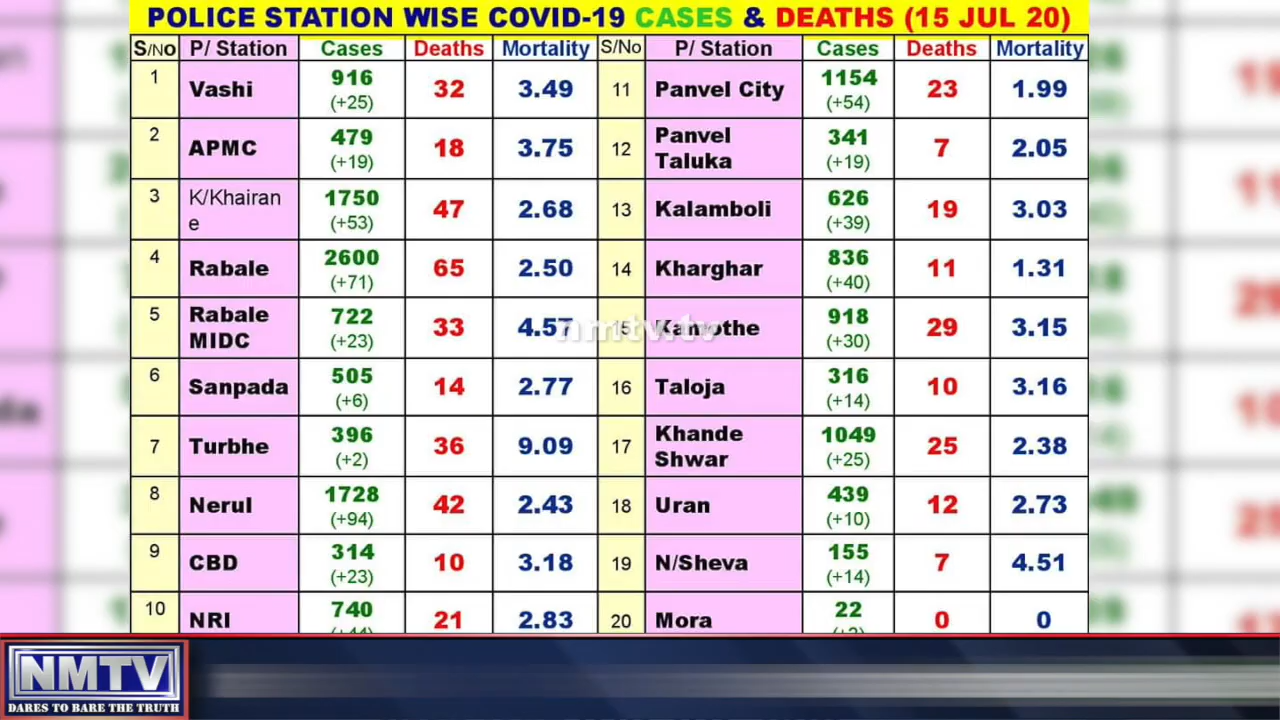 POLICE STATION WISE COVID-19 CASES & DEATHS (15 JUL 20)
S/No P/ Station Cases Deaths Mortality S/No P/ Station Cases Deaths Mortality
1 Vashi 916 (+25) 32 3.49 11 Panvel City 1154 (+54) 23 1.99
2 APMC 479 (+19) 18 3.75 12 Panvel Taluka 341 (+19) 7 2.05
3 K/Khairan e 1750 (+53) 47 2.68 13 Kalamboli 626 (+39) 19 3.03
4 Rabale 2600 (+71) 65 2.50 14 Kharghar 836 (+40) 11 1.31
5 Rabale MIDC 722 (+23) 33 4.57 15 Kamothe 918 (+30) 29 3.15
nmtv.tv
6 Sanpada 505 (+6) 14 2.77 16 Taloja 316 (+14) 10 3.16
7 Turbhe 396 (+2) 36 9.09 17 Khande Shwar 1049 (+25) 25 2.38
8 Nerul 1728 (+94) 42 2.43 18 Uran 439 (+10) 12 2.73
9 CBD 314 (+23) 10 3.18 19 N/Sheva 155 (+14) 7 4.51
10 NRI 740 21 2.83 20 Mora 22 0 0
NMTV
DARES TO BARE THE TRUTH